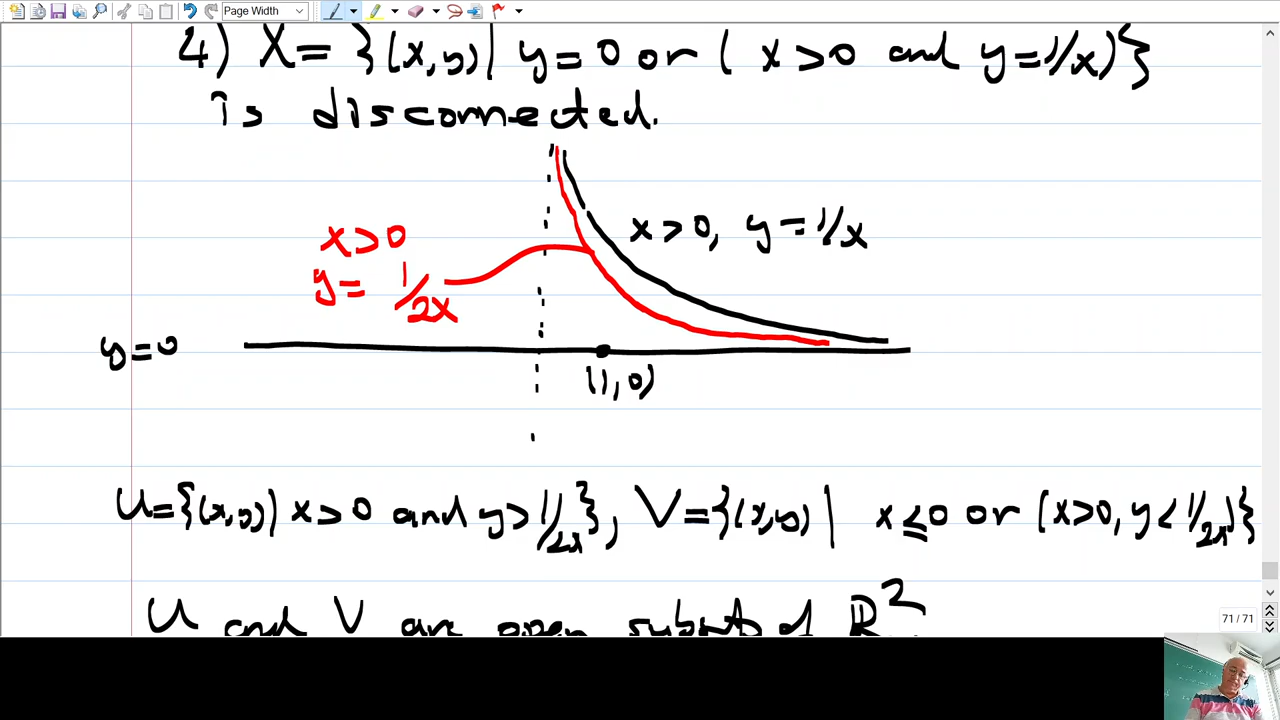 Page Width
4) X = {(x,y) | y = 0 or ( x > 0 and y = 1/x)}
is disconnected.
x > 0, y = 1/x
x > 0
y = 1/2x
y = 0
(1, 0)
U = {(x,y) | x > 0 and y > 1/2x}, V = {(x,y) | x ≤ 0 or (x > 0, y < 1/2x)}
U and V are open subsets of ℝ²
71 / 71